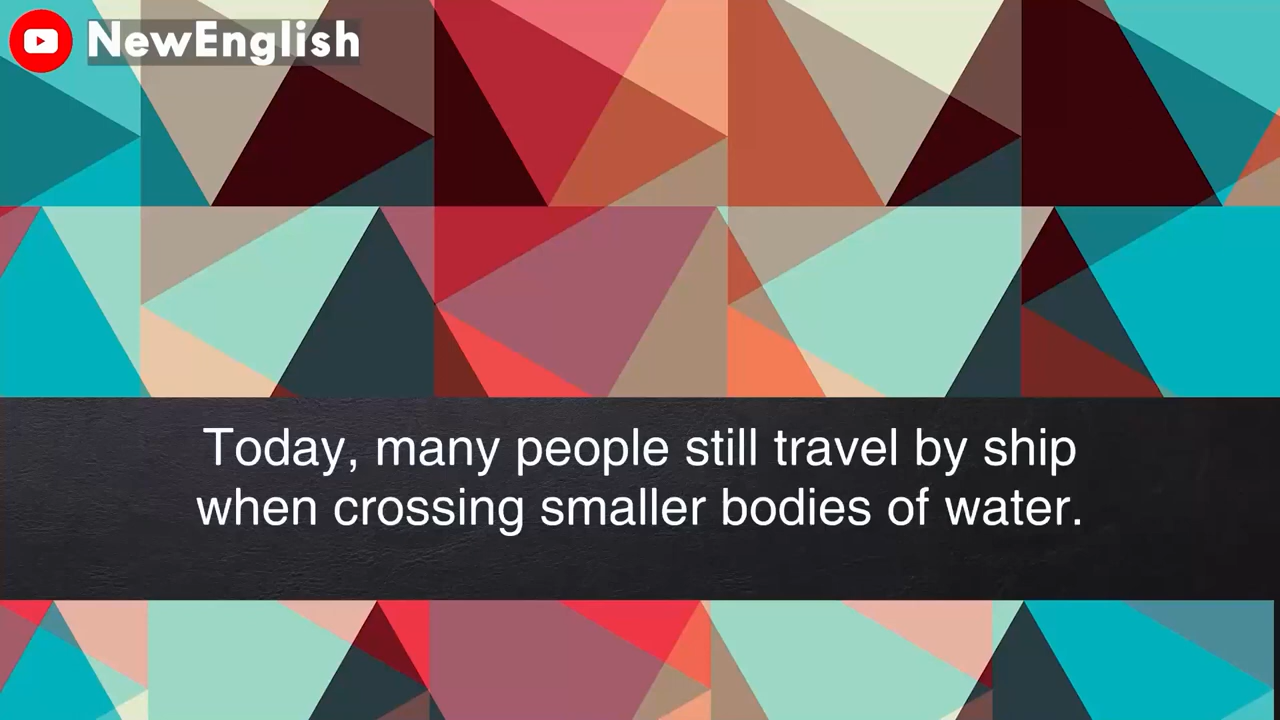 NewEnglish
Today, many people still travel by ship
when crossing smaller bodies of water.